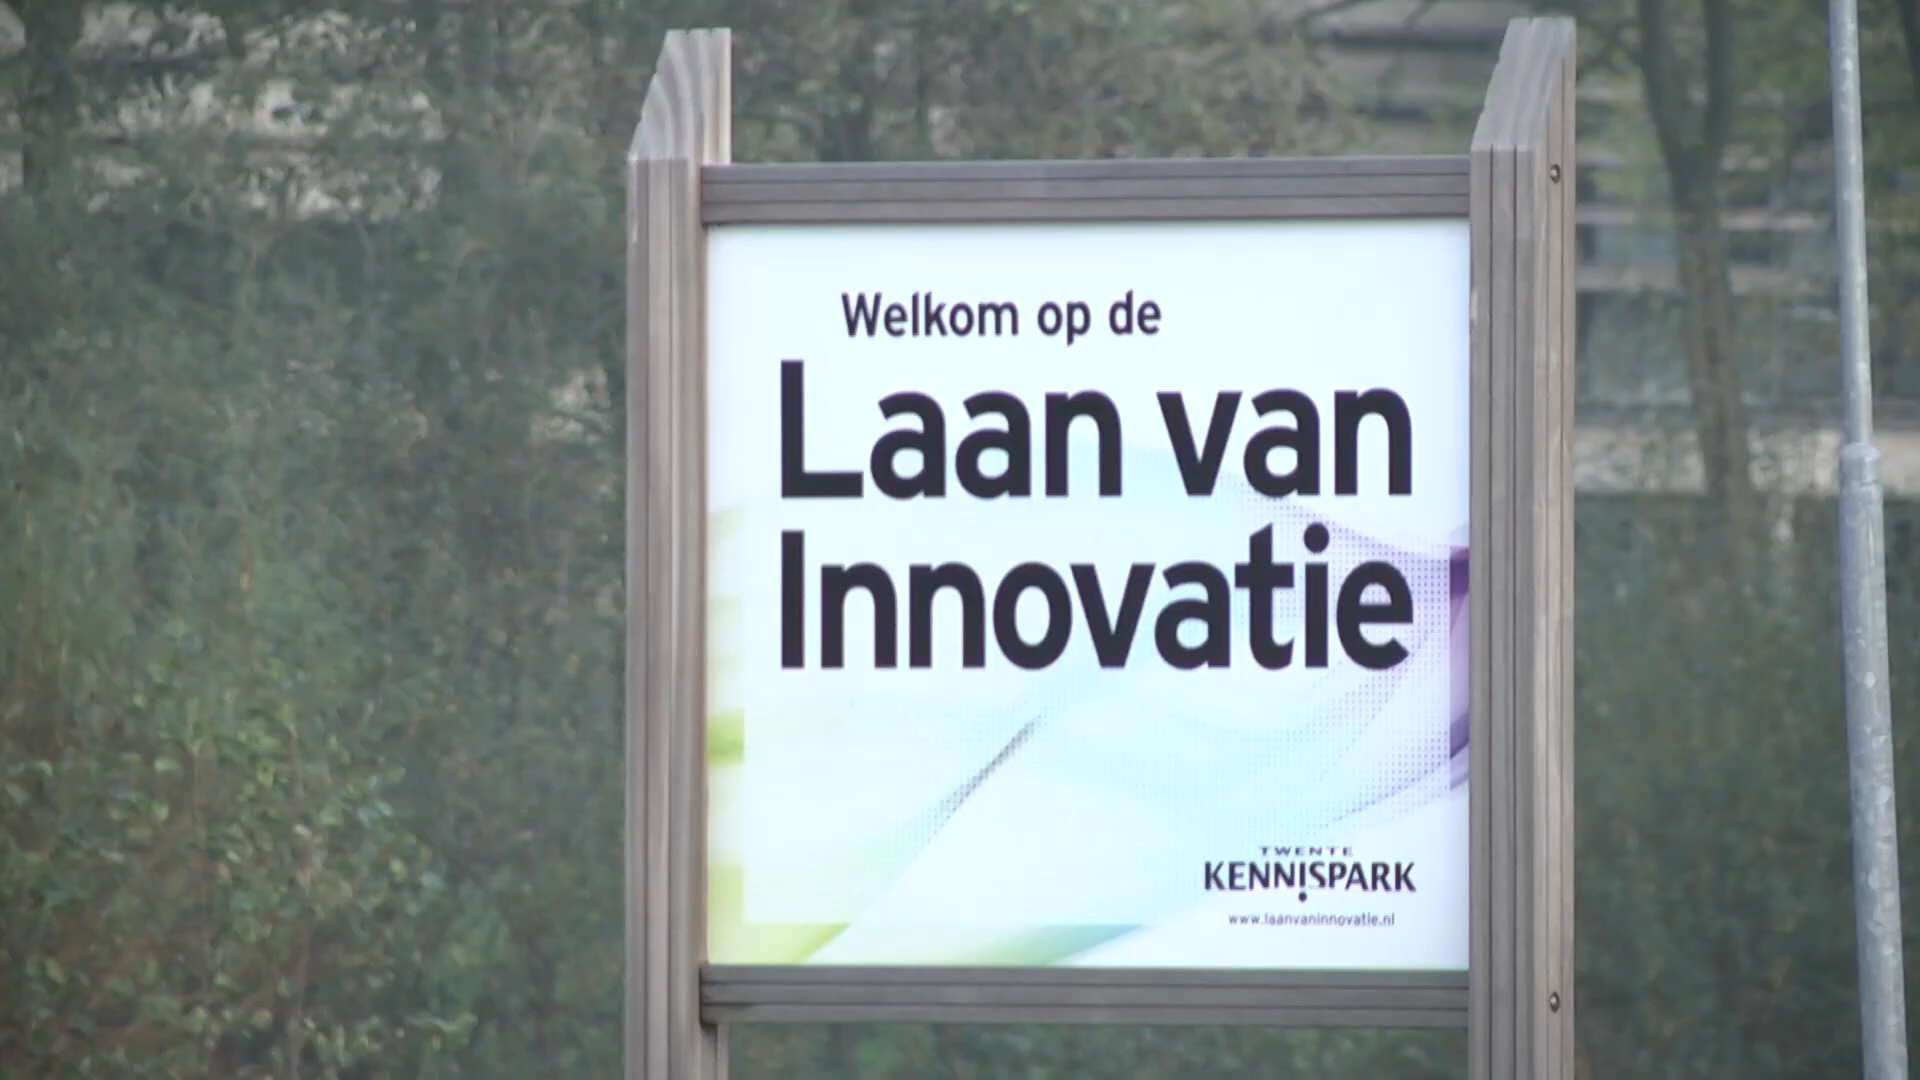 Welkom op de
Laan van
Innovatie
TWENTE
KENNISPARK
www.laanvaninnovatie.nl